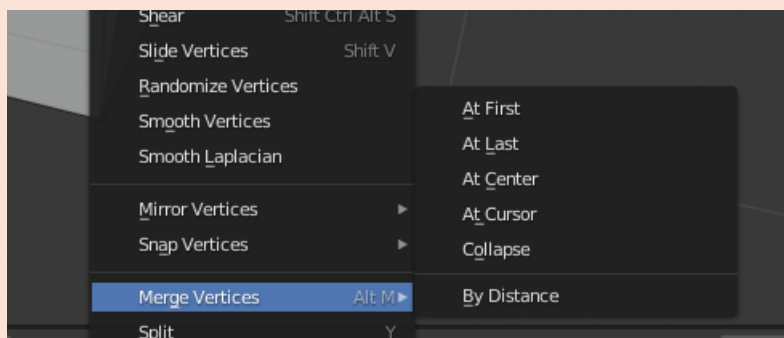 Shear Shift Ctrl Alt S
Slide Vertices Shift V
Randomize Vertices
Smooth Vertices
Smooth Laplacian
Mirror Vertices
Snap Vertices
Merge Vertices Alt M
Split Y
At First
At Last
At Center
At Cursor
Collapse
By Distance